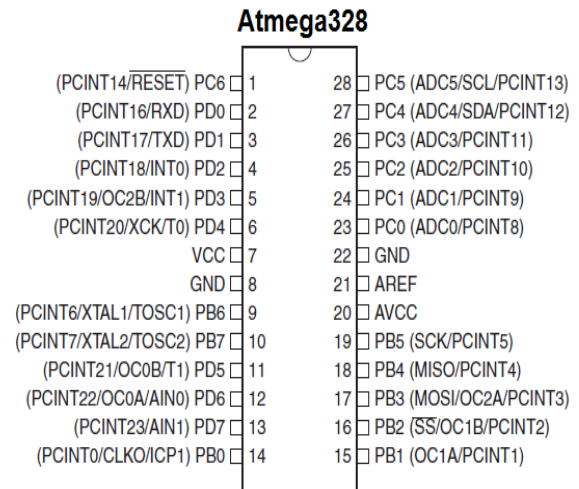 Atmega328
(PCINT14/RESET) PC6 1 28 PC5 (ADC5/SCL/PCINT13)
(PCINT16/RXD) PD0 2 27 PC4 (ADC4/SDA/PCINT12)
(PCINT17/TXD) PD1 3 26 PC3 (ADC3/PCINT11)
(PCINT18/INT0) PD2 4 25 PC2 (ADC2/PCINT10)
(PCINT19/OC2B/INT1) PD3 5 24 PC1 (ADC1/PCINT9)
(PCINT20/XCK/T0) PD4 6 23 PC0 (ADC0/PCINT8)
VCC 7 22 GND
GND 8 21 AREF
(PCINT6/XTAL1/TOSC1) PB6 9 20 AVCC
(PCINT7/XTAL2/TOSC2) PB7 10 19 PB5 (SCK/PCINT5)
(PCINT21/OC0B/T1) PD5 11 18 PB4 (MISO/PCINT4)
(PCINT22/OC0A/AIN0) PD6 12 17 PB3 (MOSI/OC2A/PCINT3)
(PCINT23/AIN1) PD7 13 16 PB2 (SS/OC1B/PCINT2)
(PCINT0/CLKO/ICP1) PB0 14 15 PB1 (OC1A/PCINT1)